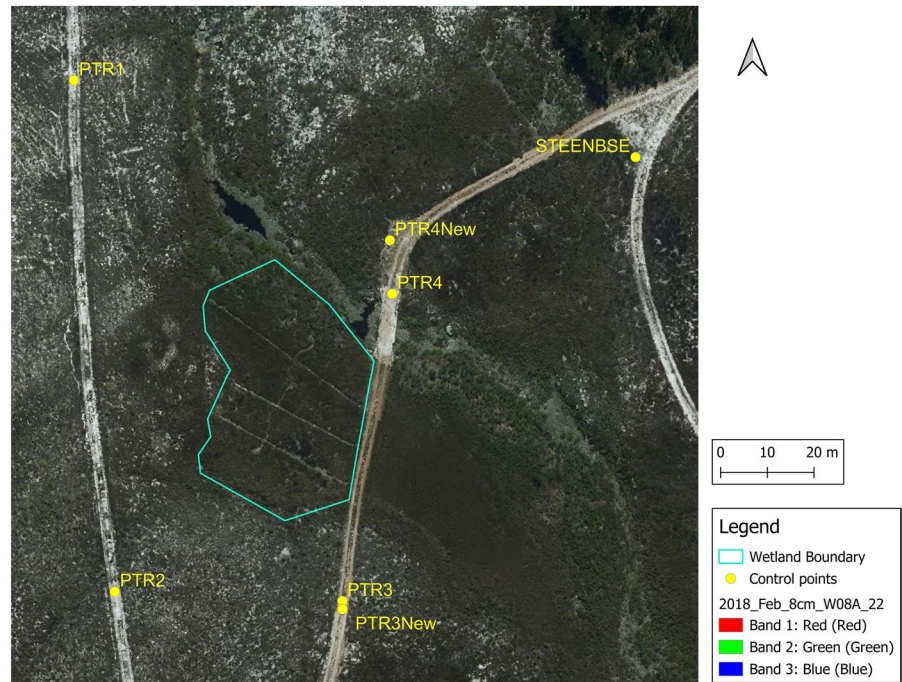 PTR1
STEENBSE
PTR4New
PTR4
PTR2
PTR3
PTR3New
0 10 20 m
Legend
Wetland Boundary
Control points
2018_Feb_8cm_W08A_22
Band 1: Red (Red)
Band 2: Green (Green)
Band 3: Blue (Blue)